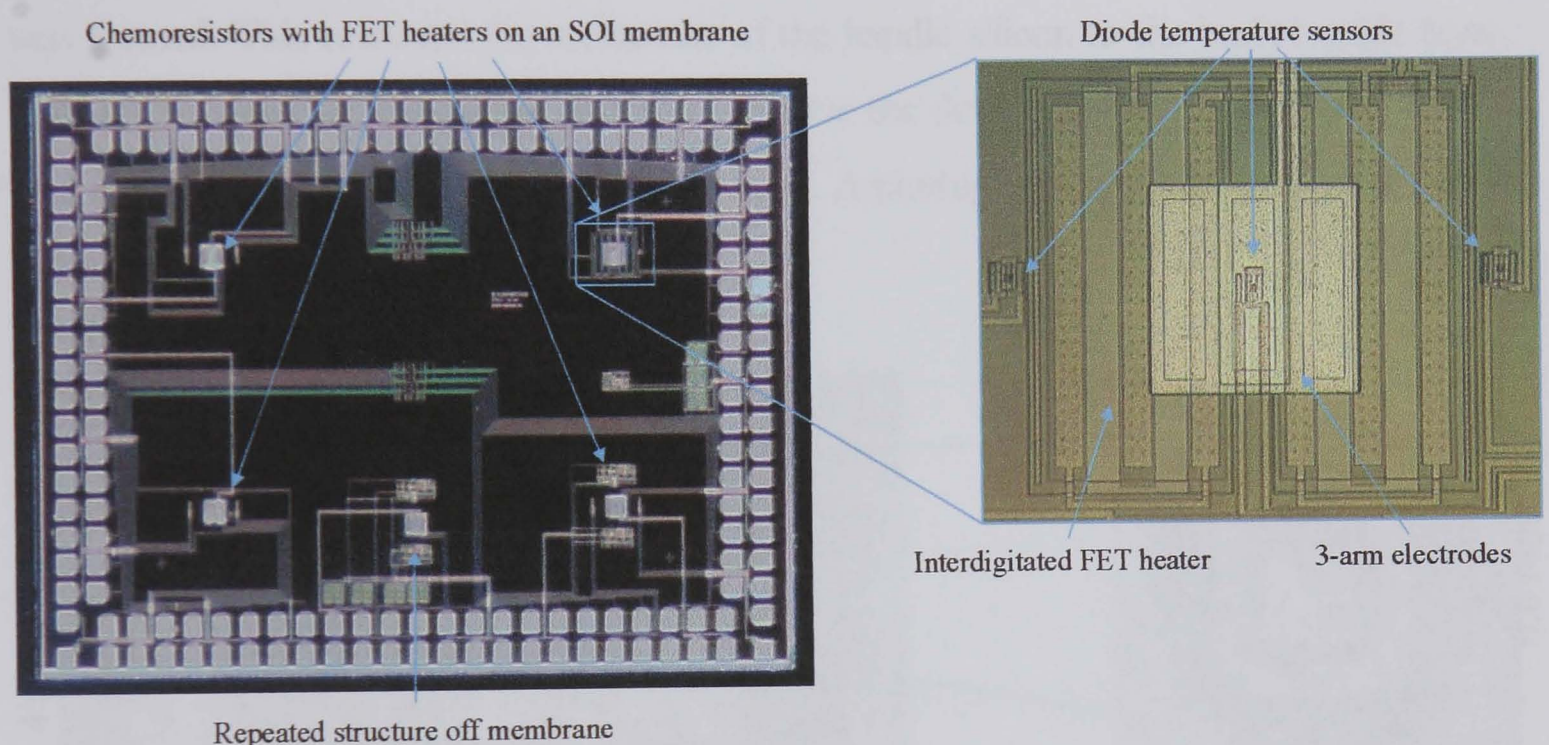 Chemoresistors with FET heaters on an SOI membrane
Diode temperature sensors
Interdigitated FET heater
3-arm electrodes
Repeated structure off membrane